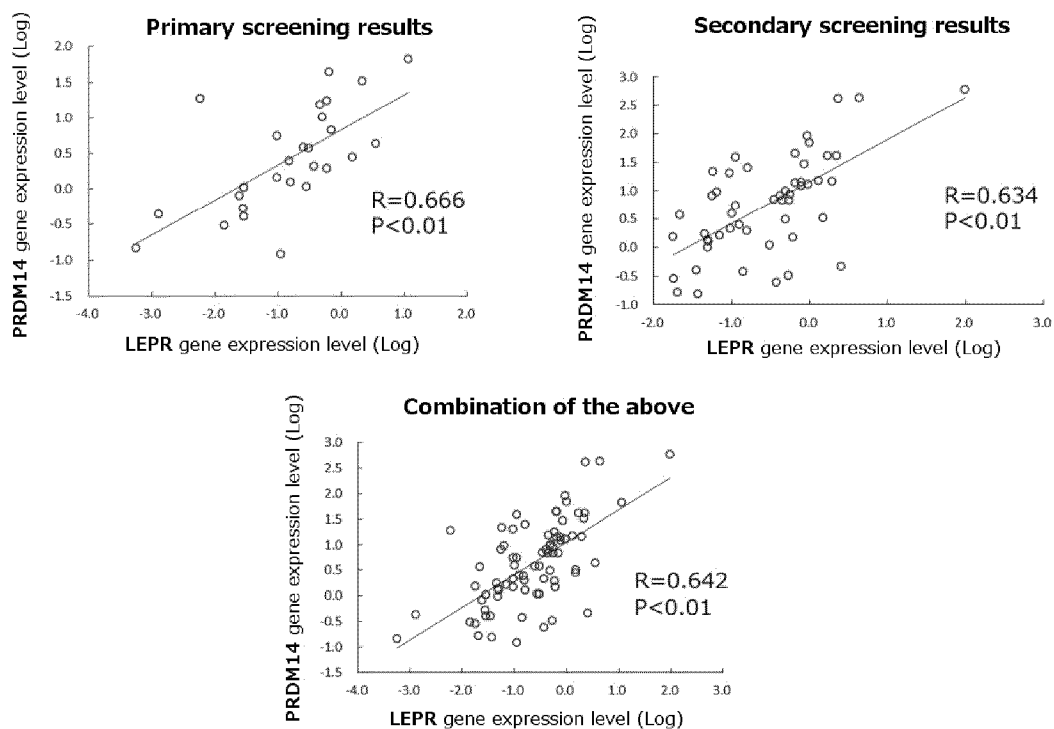 Primary screening results
PRDM14 gene expression level (Log)
2.0
1.5
1.0
0.5
0.0
-0.5
-1.0
-1.5
-4.0 -3.0 -2.0 -1.0 0.0 1.0 2.0
R=0.666
P<0.01
LEPR gene expression level (Log)
Secondary screening results
PRDM14 gene expression level (Log)
3.0
2.5
2.0
1.5
1.0
0.5
0.0
-0.5
-1.0
-2.0 -1.0 0.0 1.0 2.0 3.0
R=0.634
P<0.01
LEPR gene expression level (Log)
Combination of the above
PRDM14 gene expression level (Log)
3.0
2.5
2.0
1.5
1.0
0.5
0.0
-0.5
-1.0
-1.5
-4.0 -3.0 -2.0 -1.0 0.0 1.0 2.0 3.0
R=0.642
P<0.01
LEPR gene expression level (Log)